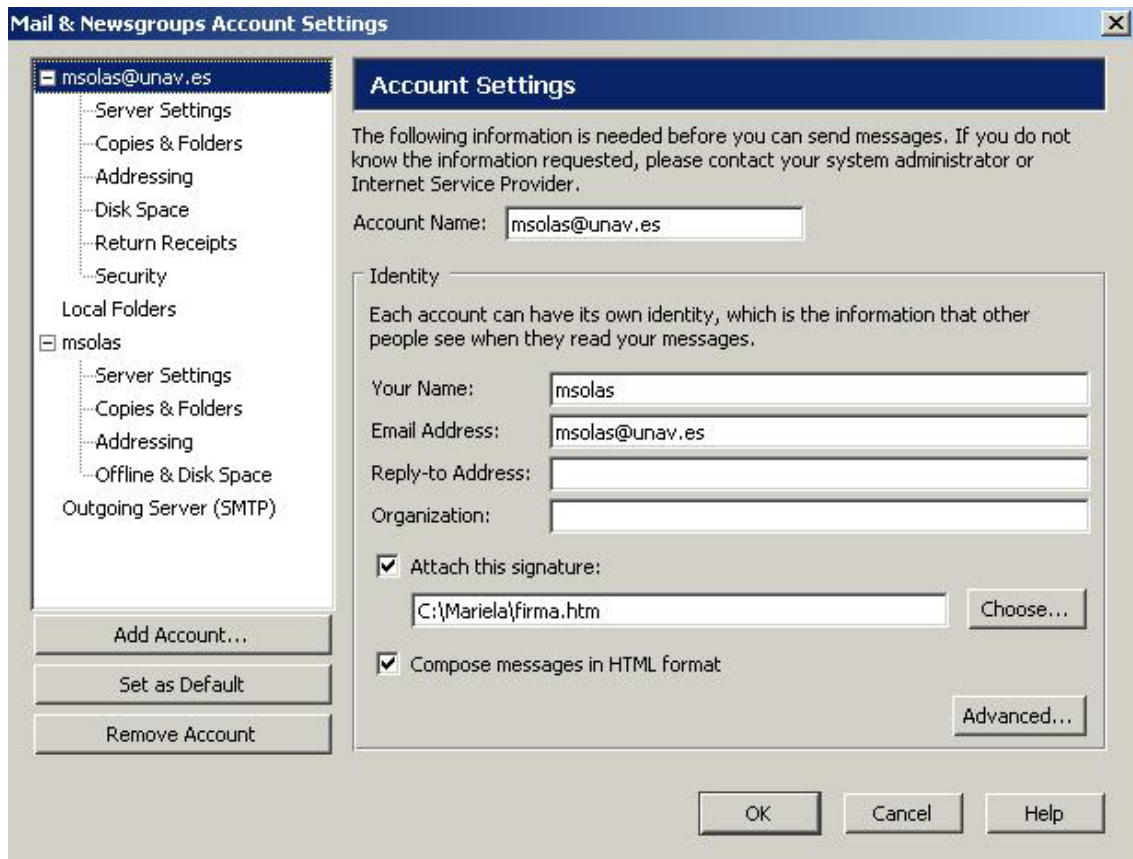 Mail & Newsgroups Account Settings
msolas@unav.es
Server Settings
Copies & Folders
Addressing
Disk Space
Return Receipts
Security
Local Folders
msolas
Server Settings
Copies & Folders
Addressing
Offline & Disk Space
Outgoing Server (SMTP)
Add Account...
Set as Default
Remove Account
Account Settings
The following information is needed before you can send messages. If you do not
know the information requested, please contact your system administrator or
Internet Service Provider.
Account Name: msolas@unav.es
Identity
Each account can have its own identity, which is the information that other
people see when they read your messages.
Your Name: msolas
Email Address: msolas@unav.es
Reply-to Address:
Organization:
Attach this signature:
C:\Mariela\firma.htm Choose...
Compose messages in HTML format
Advanced...
OK Cancel Help